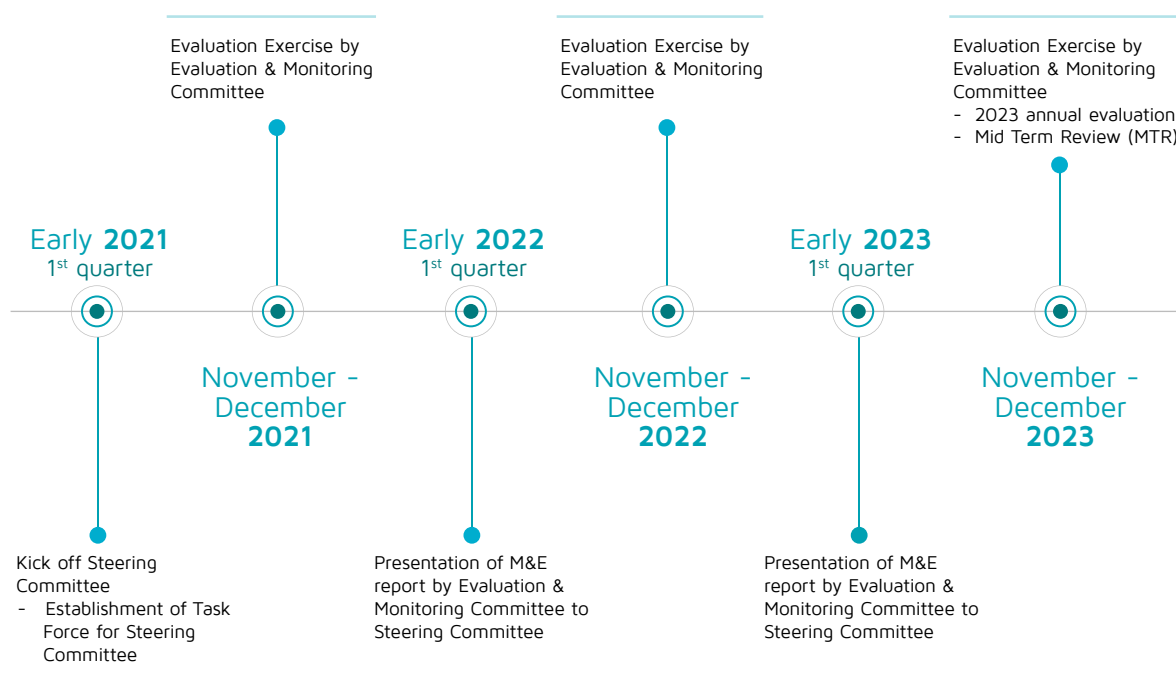 Evaluation Exercise by
Evaluation & Monitoring
Committee
Evaluation Exercise by
Evaluation & Monitoring
Committee
Evaluation Exercise by
Evaluation & Monitoring
Committee
- 2023 annual evaluation
- Mid Term Review (MTR)
Early 2021
1st quarter
Early 2022
1st quarter
Early 2023
1st quarter
November -
December
2021
November -
December
2022
November -
December
2023
Kick off Steering
Committee
- Establishment of Task
Force for Steering
Committee
Presentation of M&E
report by Evaluation &
Monitoring Committee to
Steering Committee
Presentation of M&E
report by Evaluation &
Monitoring Committee to
Steering Committee